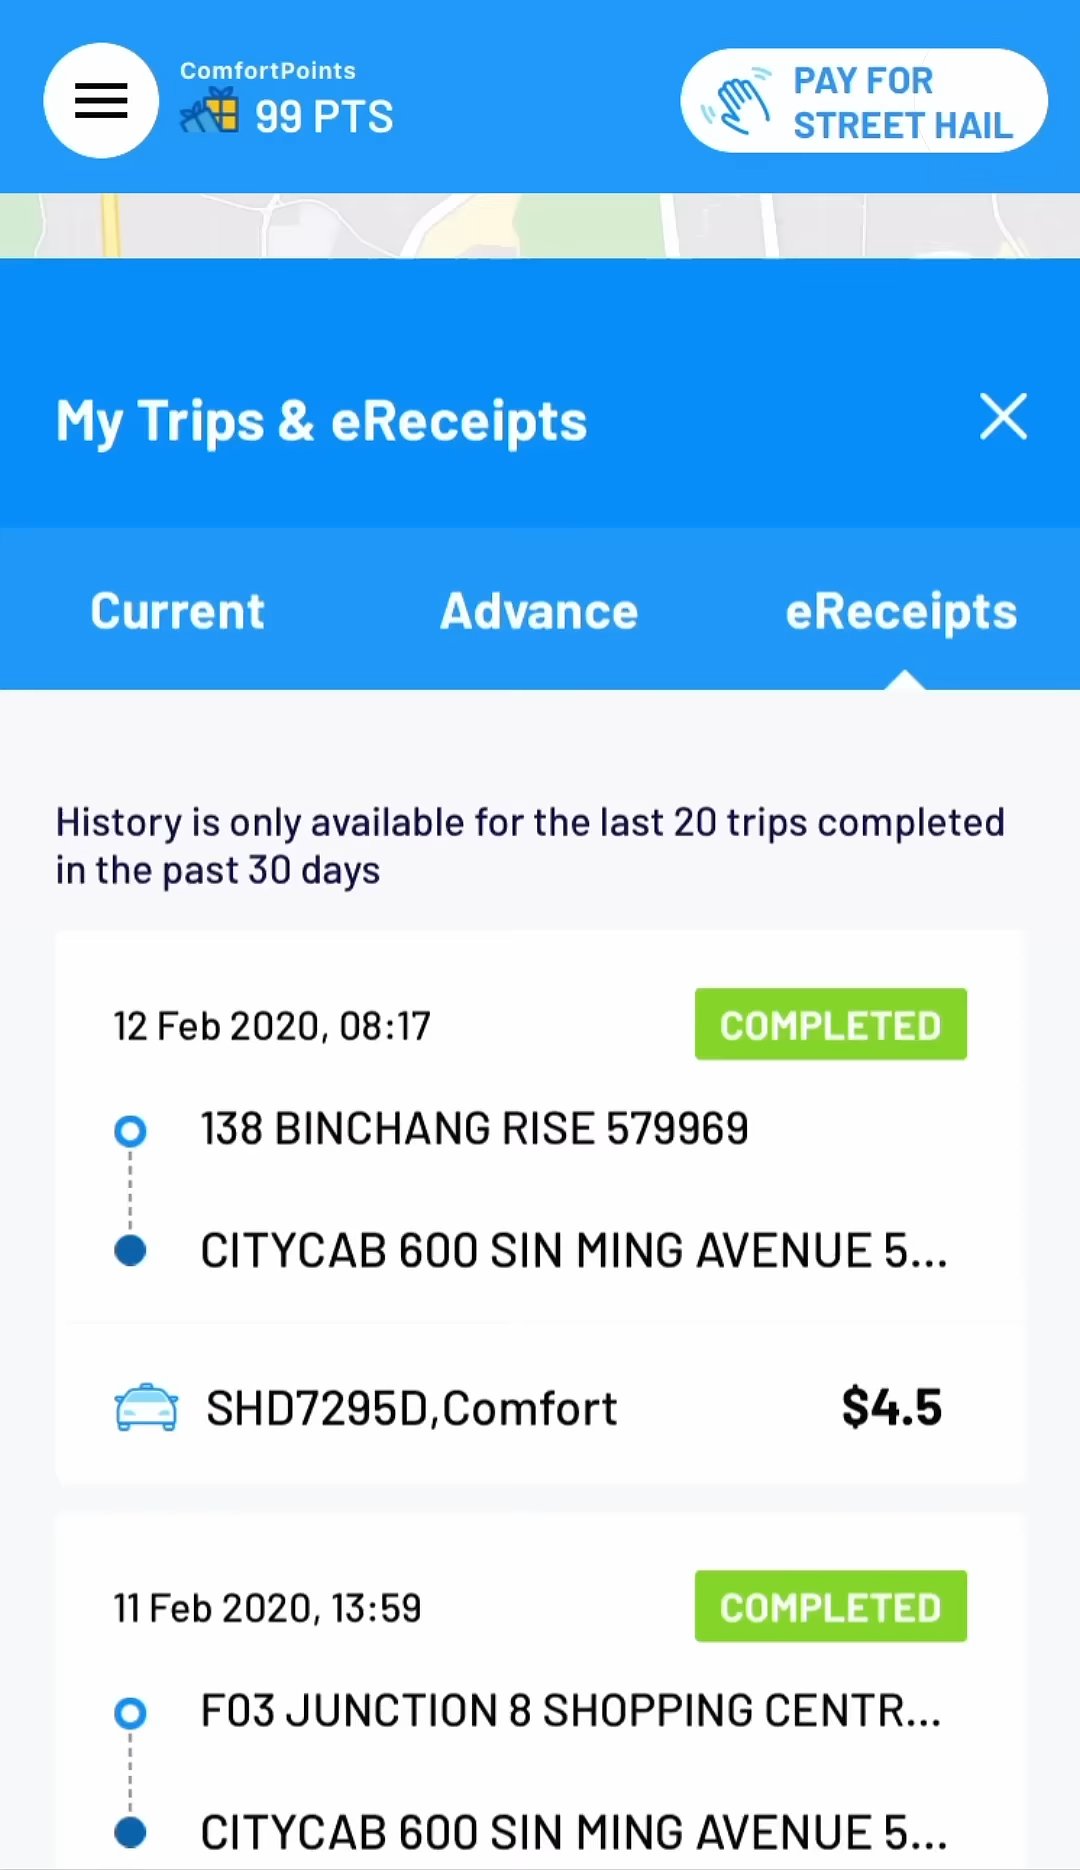 ComfortPoints
99 PTS
PAY FOR
STREET HAIL
My Trips & eReceipts
Current
Advance
eReceipts
History is only available for the last 20 trips completed
in the past 30 days
12 Feb 2020, 08:17
COMPLETED
138 BINCHANG RISE 579969
CITYCAB 600 SIN MING AVENUE 5...
SHD7295D,Comfort
$4.5
11 Feb 2020, 13:59
COMPLETED
F03 JUNCTION 8 SHOPPING CENTR...
CITYCAB 600 SIN MING AVENUE 5...